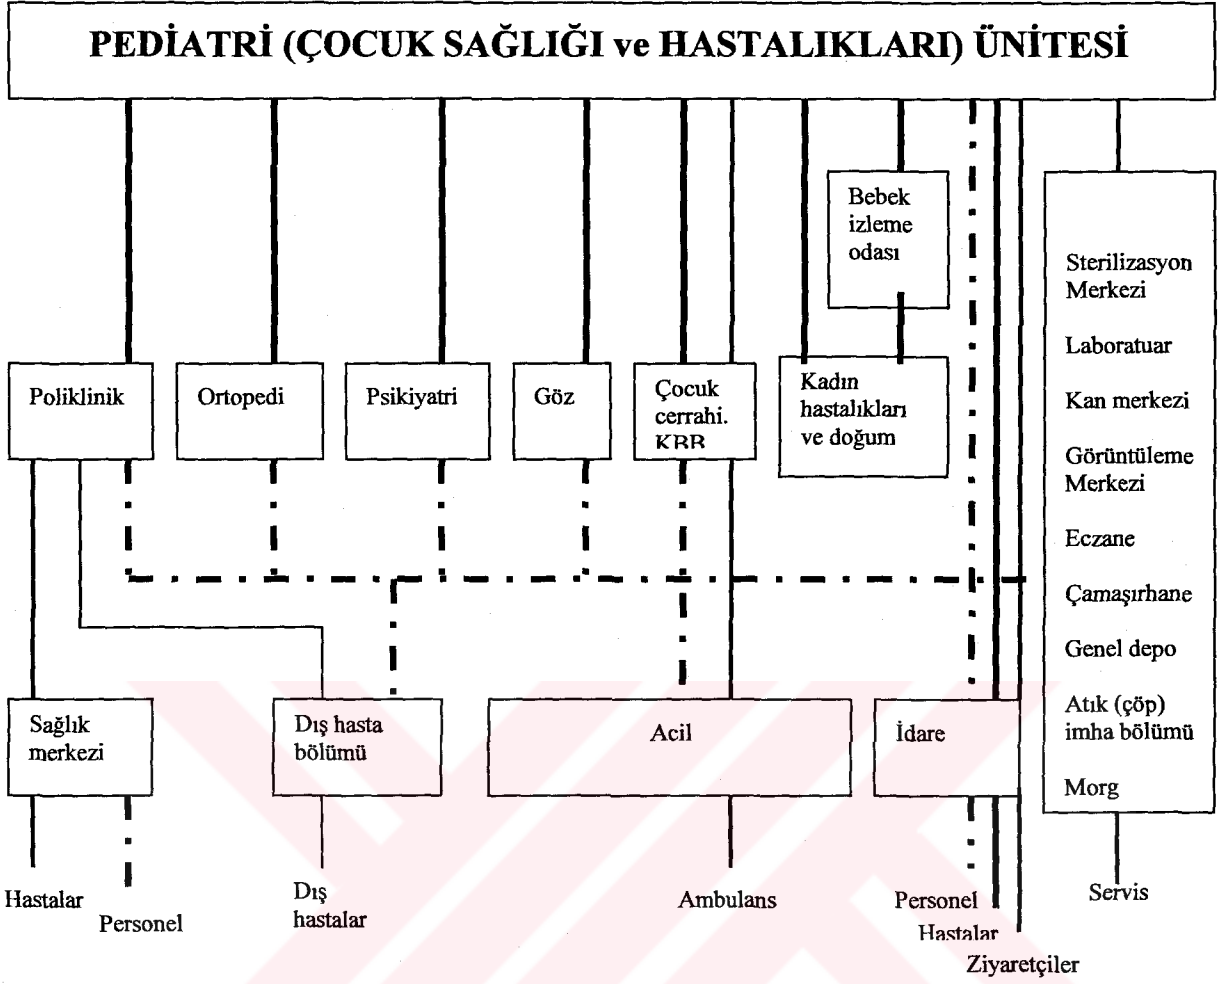 PEDİATRİ (ÇOCUK SAĞLIĞI ve HASTALIKLARI) ÜNİTESİ
Bebek
izleme
odası
Poliklinik
Ortopedi
Psikiyatri
Göz
Çocuk
cerrahi.
KBB
Kadın
hastalıkları
ve doğum
Sterilizasyon
Merkezi
Laboratuar
Kan merkezi
Görüntüleme
Merkezi
Eczane
Çamaşırhane
Genel depo
Atık (çöp)
imha bölümü
Morg
Sağlık
merkezi
Dış hasta
bölümü
Acil
İdare
Hastalar
Personel
Dış
hastalar
Ambulans
Personel
Hastalar
Ziyaretçiler
Servis